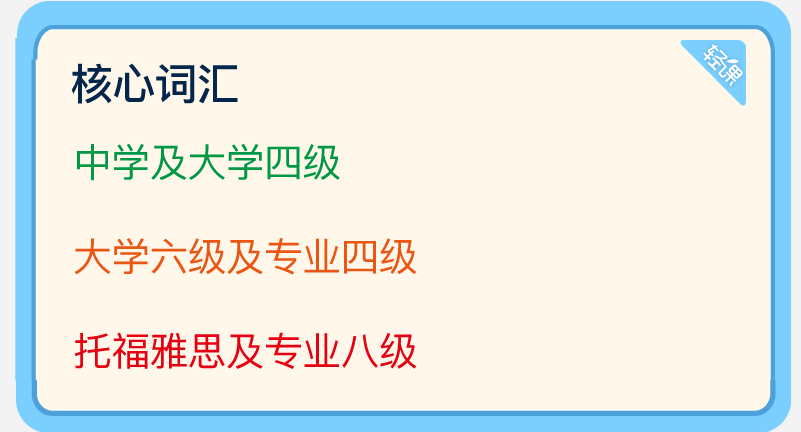 核心词汇
轻课
中学及大学四级
大学六级及专业四级
托福雅思及专业八级